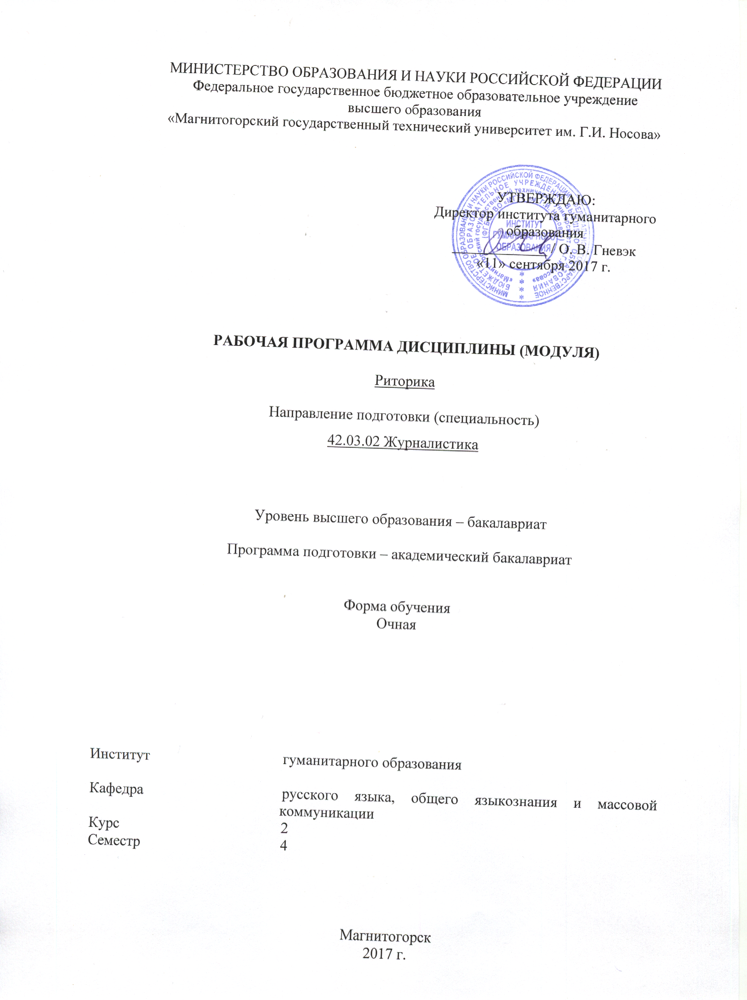 МИНИСТЕРСТВО ОБРАЗОВАНИЯ И НАУКИ РОССИЙСКОЙ ФЕДЕРАЦИИ
Федеральное государственное бюджетное образовательное учреждение
высшего образования
«Магнитогорский государственный технический университет им. Г.И. Носова»
УТВЕРЖДАЮ:
Директор института гуманитарного
образования
/ О. В. Гневэк
«11» сентября 2017 г.
ИНСТИТУТ
ГУМАНИТАРНОГО
ОБРАЗОВАНИЯ
РАБОЧАЯ ПРОГРАММА ДИСЦИПЛИНЫ (МОДУЛЯ)
Риторика
Направление подготовки (специальность)
42.03.02 Журналистика
Уровень высшего образования – бакалавриат
Программа подготовки – академический бакалавриат
Форма обучения
Очная
Институт гуманитарного образования
Кафедра русского языка, общего языкознания и массовой
коммуникации
Курс 2
Семестр 4
Магнитогорск
2017 г.